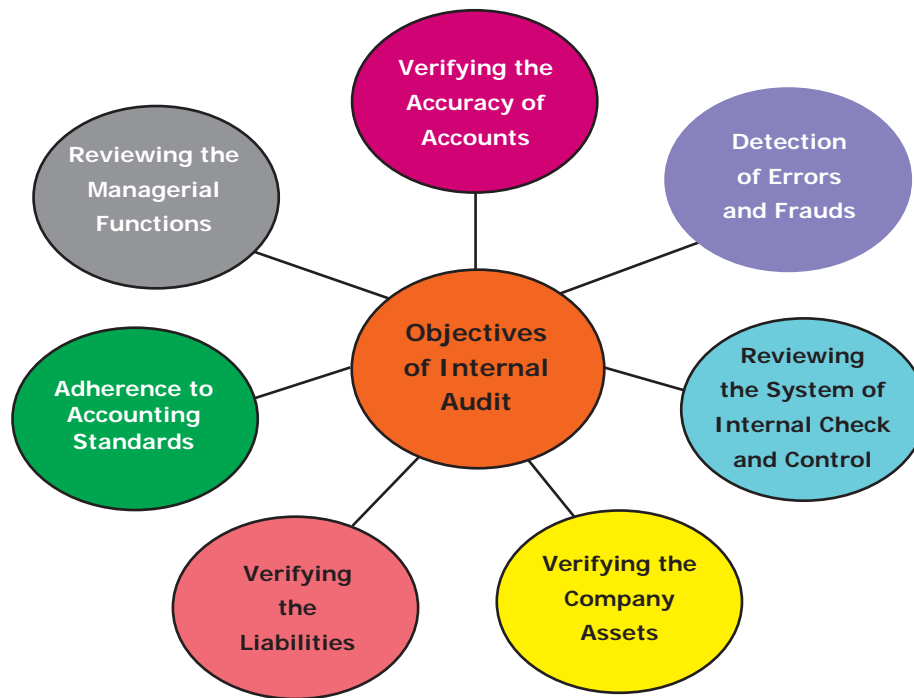 Verifying the
Accuracy of
Accounts
Detection
of Errors
and Frauds
Reviewing the
Managerial
Functions
Objectives
of Internal
Audit
Reviewing
the System of
Internal Check
and Control
Adherence to
Accounting
Standards
Verifying
the
Liabilities
Verifying the
Company
Assets